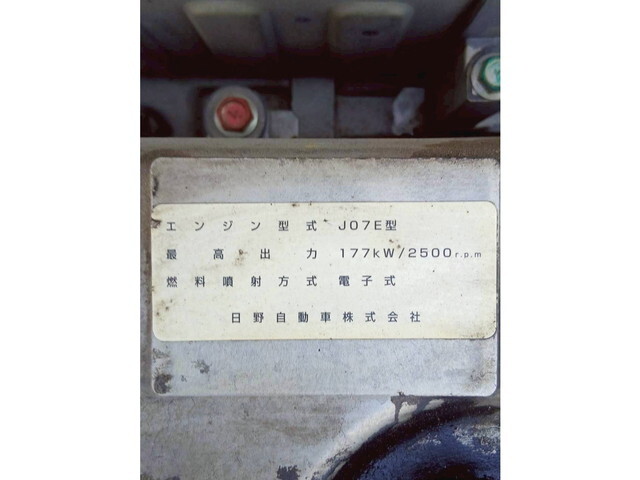 エンジン型式 J07E型
最高出力 177kW/2500r.p.m
燃料噴射方式 電子式
日野自動車株式会社